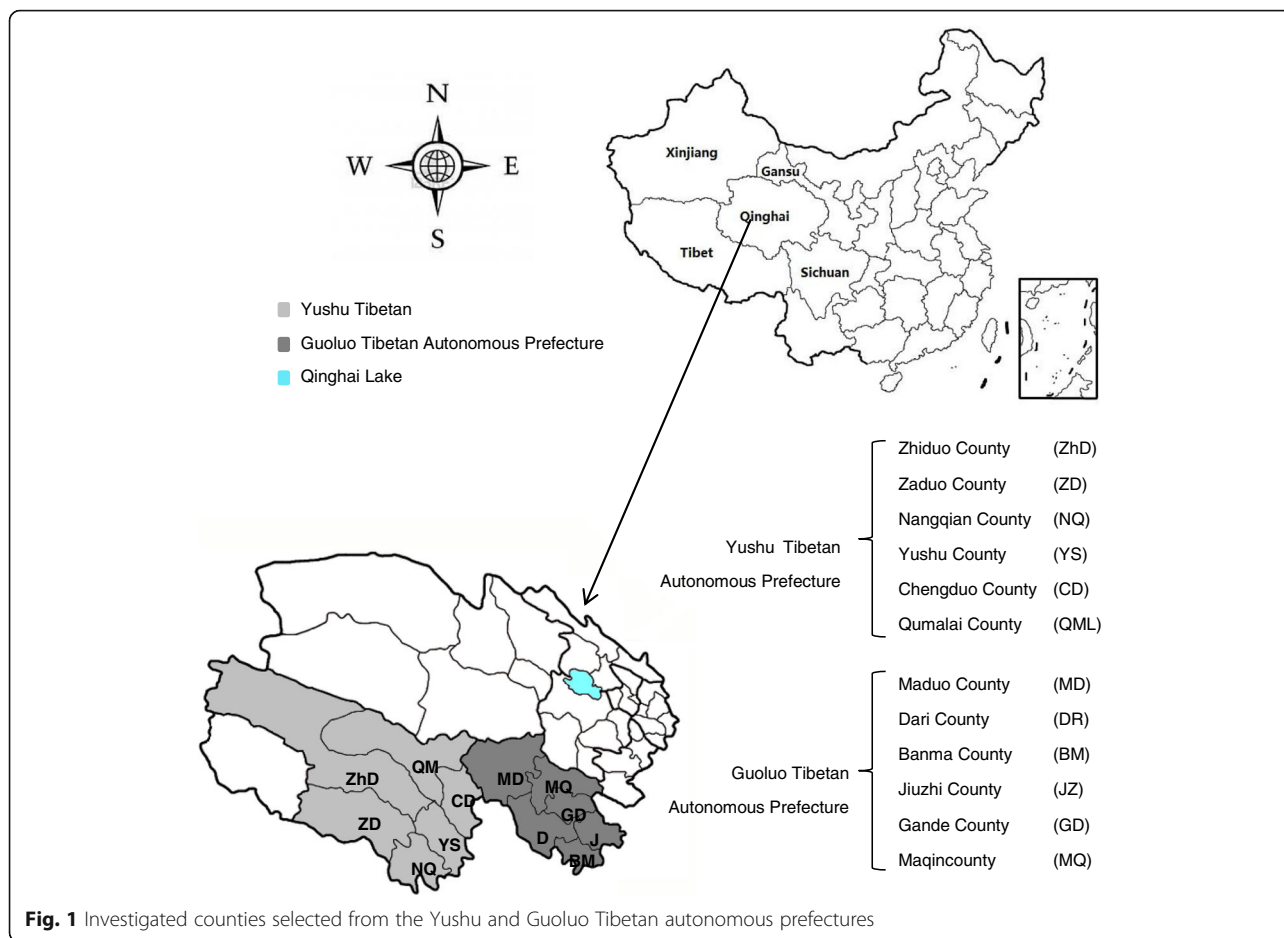 N
W E
S
Xinjiang
Gansu
Qinghai
Tibet
Sichuan
Yushu Tibetan
Guoluo Tibetan Autonomous Prefecture
Qinghai Lake
Yushu Tibetan
Autonomous Prefecture
Zhiduo County (ZhD)
Zaduo County (ZD)
Nangqian County (NQ)
Yushu County (YS)
Chengduo County (CD)
Qumalai County (QML)
Guoluo Tibetan
Autonomous Prefecture
Maduo County (MD)
Dari County (DR)
Banma County (BM)
Jiuzhi County (JZ)
Gande County (GD)
Maqincounty (MQ)
ZhD
QM
CD
ZD
YS
NQ
MD
MQ
GD
D
J
BM
Fig. 1 Investigated counties selected from the Yushu and Guoluo Tibetan autonomous prefectures